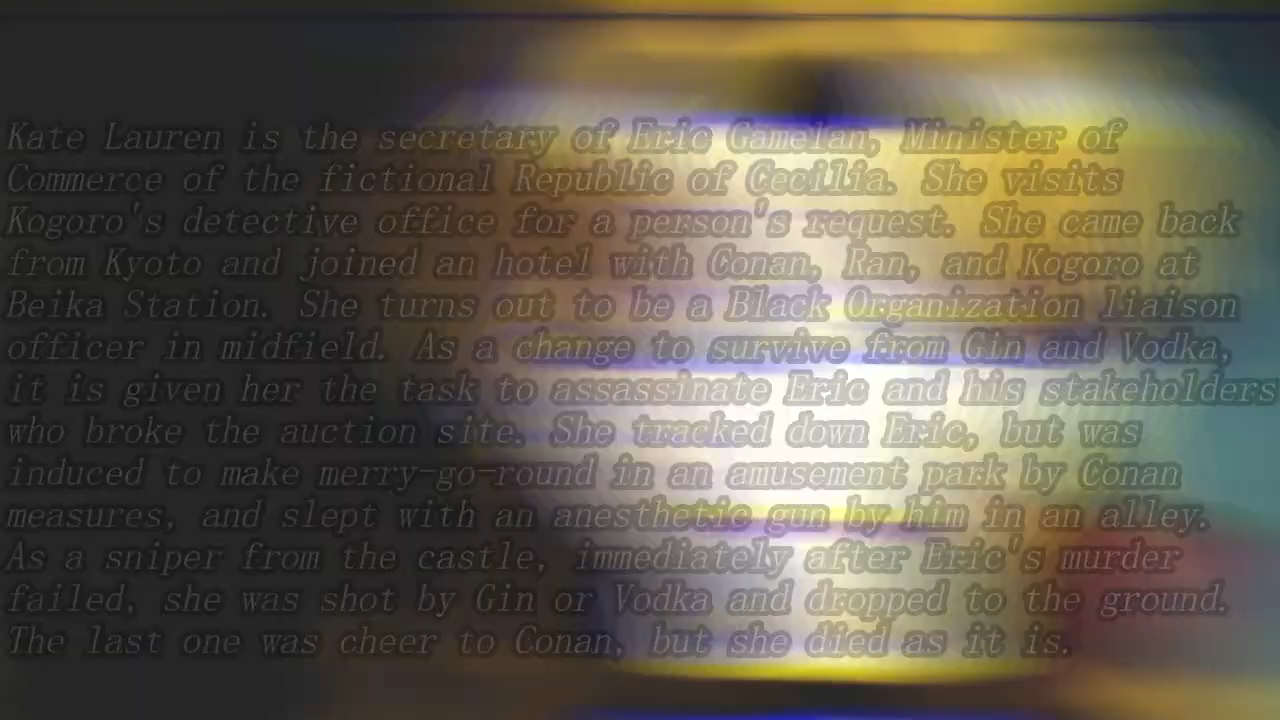 Kate Lauren is the secretary of Eric Camelan, Minister of
Commerce of the fictional Republic of Cecilia. She visits
Kogoro's detective office for a person's request. She came back
from Kyoto and joined an hotel with Conan, Ran, and Kogoro at
Beika Station. She turns out to be a Black Organization liaison
officer in midfield. As a change to survive from Gin and Vodka,
it is given her the task to assassinate Eric and his stakeholders
who broke the auction site. She tracked down Eric, but was
induced to make merry-go-round in an amusement park by Conan
measures, and slept with an anesthetic gun by him in an alley.
As a sniper from the castle, immediately after Eric's murder
failed, she was shot by Gin or Vodka and dropped to the ground.
The last one was cheer to Conan, but she died as it is.